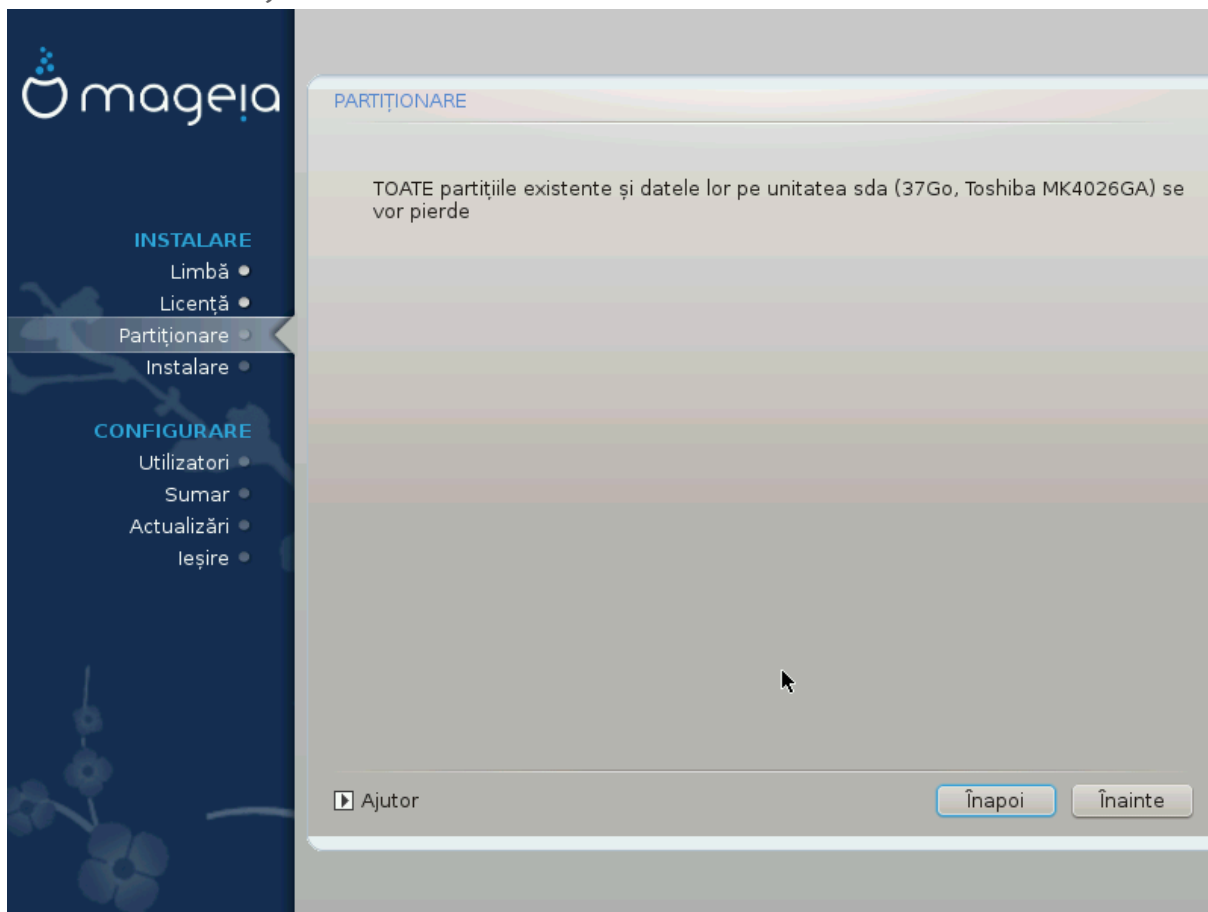 mageia
INSTALARE
Limbă
Licență
Partiționare
Instalare
CONFIGURARE
Utilizatori
Sumar
Actualizări
Ieșire
PARTIȚIONARE
TOATE partițiile existente și datele lor pe unitatea sda (37Go, Toshiba MK4026GA) se
vor pierde
Ajutor
Înapoi
Înainte